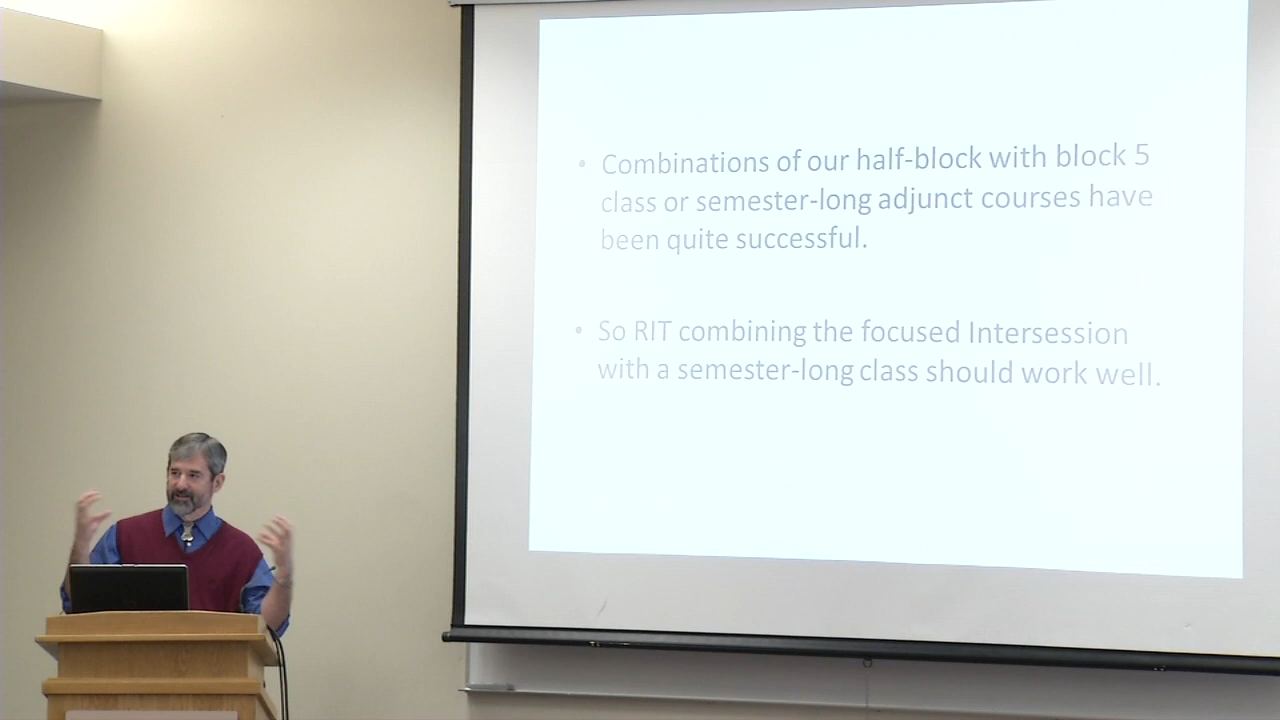 • Combinations of our half-block with block 5
class or semester-long adjunct courses have
been quite successful.
• So RIT combining the focused Intersession
with a semester-long class should work well.